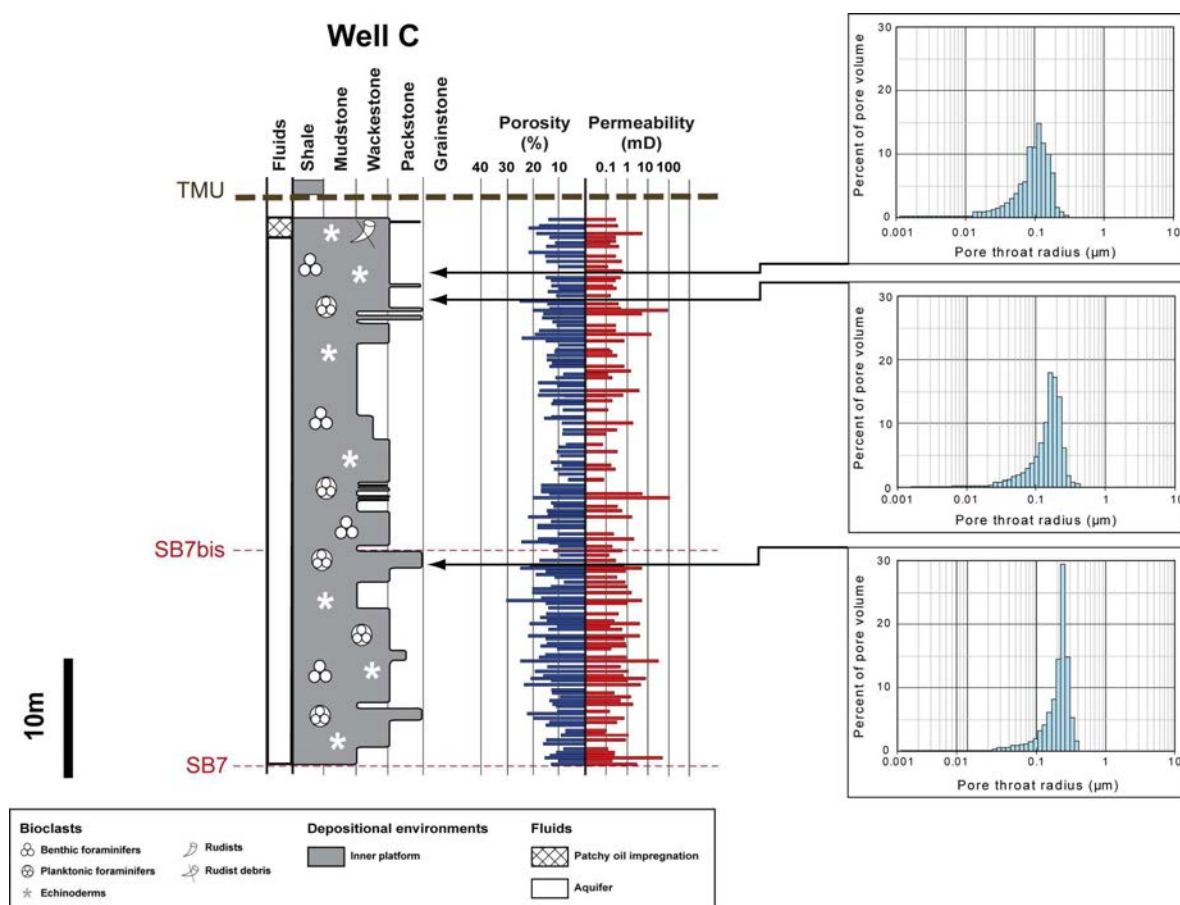 Well C
Fluids
Shale
Mudstone
Wackestone
Packstone
Grainstone
Porosity
(%)
Permeability
(mD)
40 30 20 10
0.1 1 10 100
TMU
SB7bis
SB7
10m
Percent of pore volume
30
20
10
0
0.001 0.01 0.1 1 10
Pore throat radius (µm)
Percent of pore volume
30
20
10
0
0.001 0.01 0.1 1 10
Pore throat radius (µm)
Percent of pore volume
30
20
10
0
0.001 0.01 0.1 1 10
Pore throat radius (µm)
Bioclasts
Benthic foraminifers
Planktonic foraminifers
Echinoderms
Rudists
Rudist debris
Depositional environments
Inner platform
Fluids
Patchy oil impregnation
Aquifer